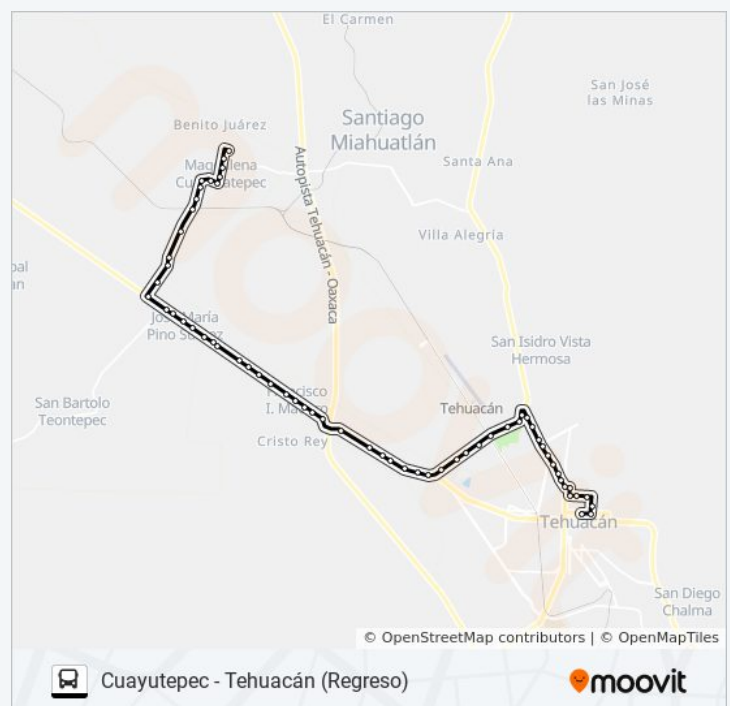 El Carmen
San José
las Minas
Benito Juárez
Santiago
Miahuatlán
Santa Ana
Autopista Tehuacán - Oaxaca
Villa Alegría
San Isidro Vista
Hermosa
San Bartolo
Teontepec
Tehuacán
Cristo Rey
Tehuacán
San Diego
Chalma
© OpenStreetMap contributors | © OpenMapTiles
Cuayutepec - Tehuacán (Regreso)
moovit